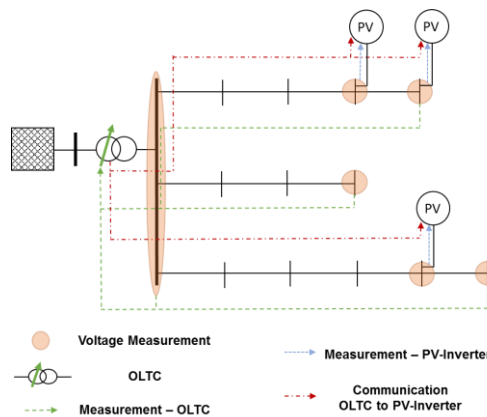 PV
PV
PV
Voltage Measurement
OLTC
Measurement – OLTC
Measurement – PV-Inverter
Communication
OLTC to PV-Inverter